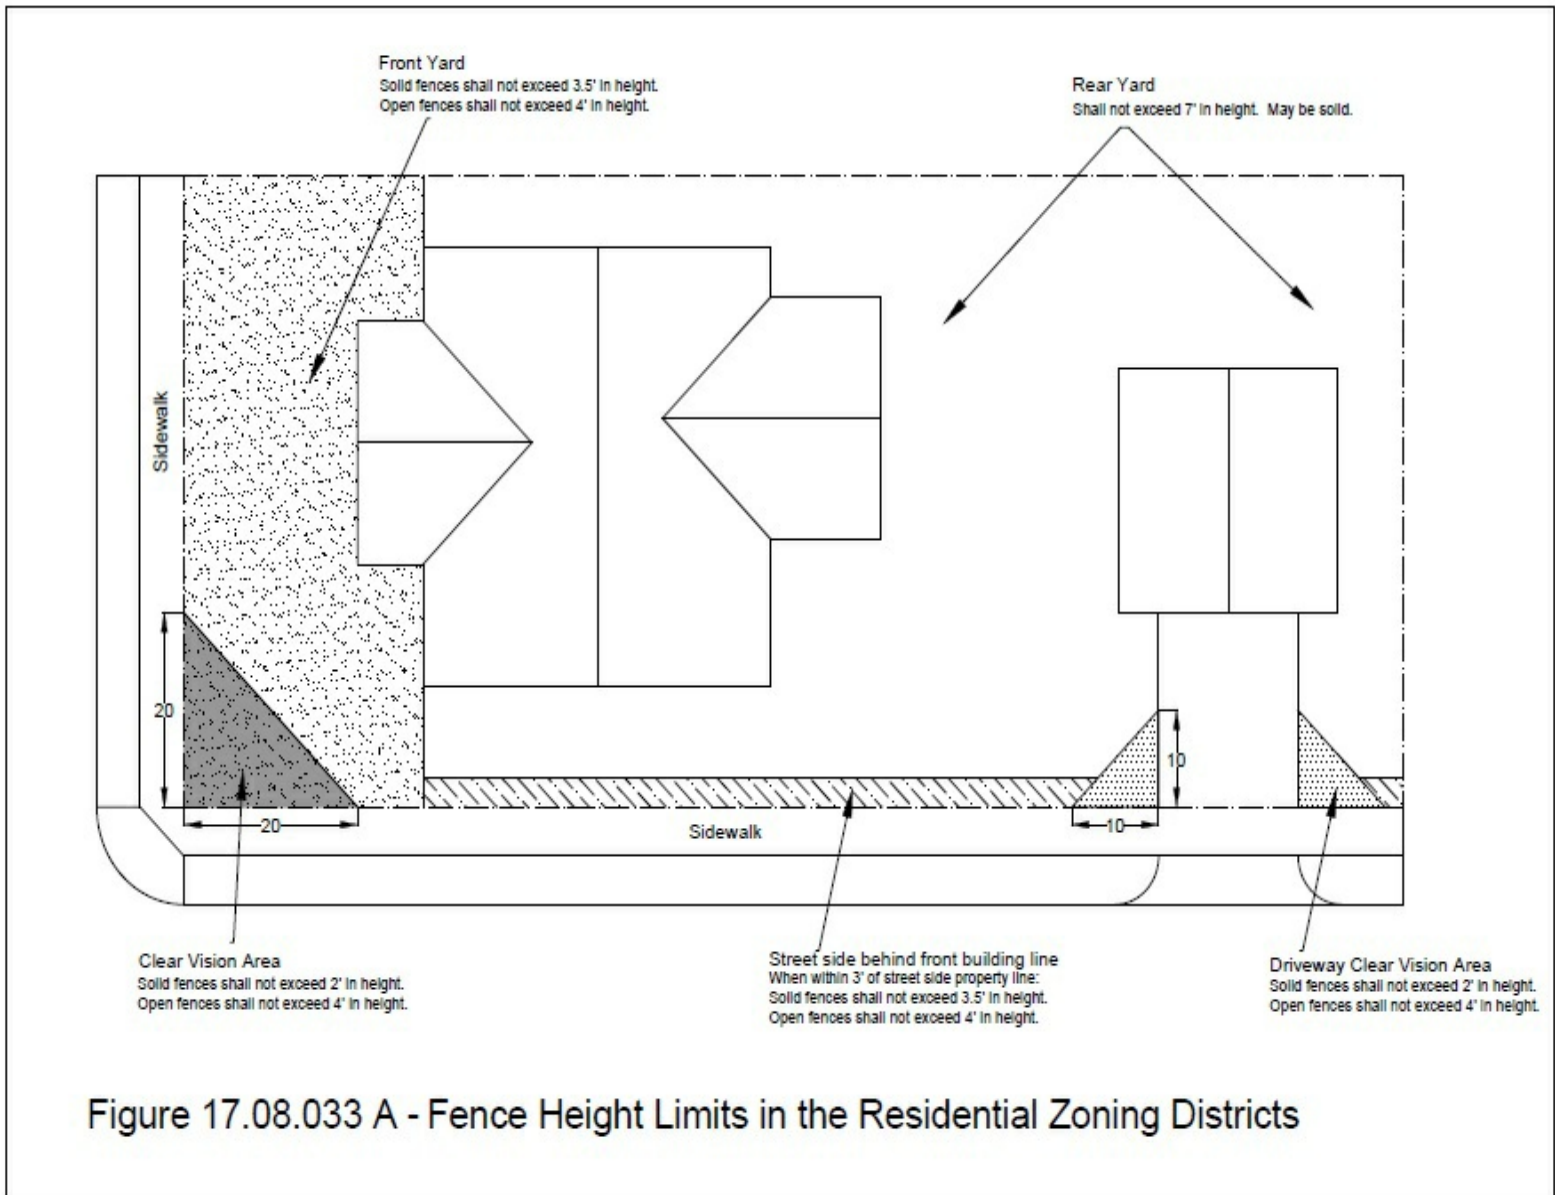 Front Yard
Solid fences shall not exceed 3.5' in height.
Open fences shall not exceed 4' in height.
Rear Yard
Shall not exceed 7' in height. May be solid.
Sidewalk
20
20
10
10
Sidewalk
Clear Vision Area
Solid fences shall not exceed 2' in height.
Open fences shall not exceed 4' in height.
Street side behind front building line
When within 3' of street side property line:
Solid fences shall not exceed 3.5' in height.
Open fences shall not exceed 4' in height.
Driveway Clear Vision Area
Solid fences shall not exceed 2' in height.
Open fences shall not exceed 4' in height.
Figure 17.08.033 A - Fence Height Limits in the Residential Zoning Districts